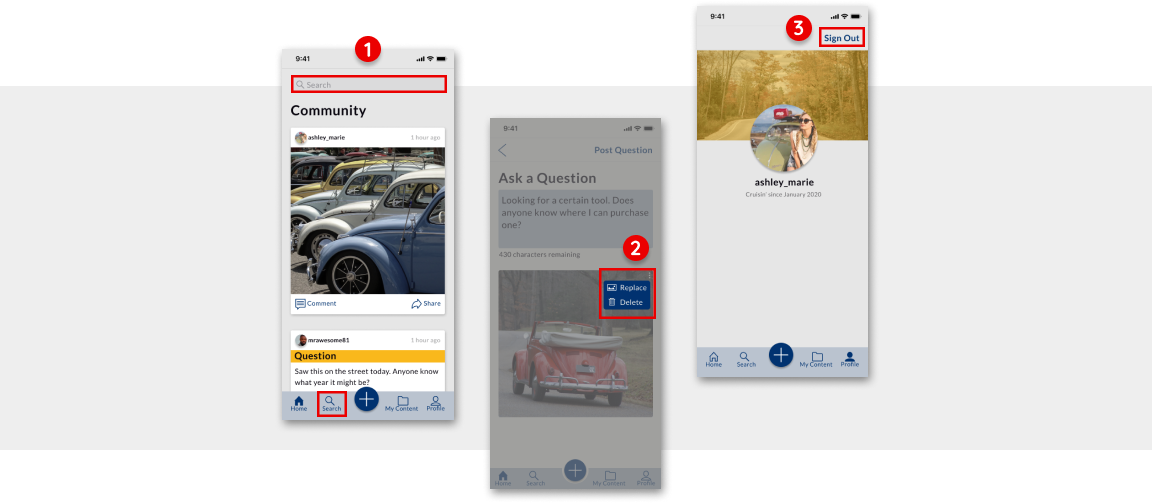 1
9:41
Search
Community
ashley_marie
1 hour ago
Comment
Share
mrawesome81
1 hour ago
Question
Saw this on the street today. Anyone know
what year it might be?
Home
Search
My Content
Profile
9:41
Post Question
Ask a Question
Looking for a certain tool. Does
anyone know where I can purchase
one?
430 characters remaining
2
Replace
Delete
Home
Search
My Content
Profile
9:41
3
Sign Out
ashley_marie
Cruisin' since January 2020
Home
Search
My Content
Profile